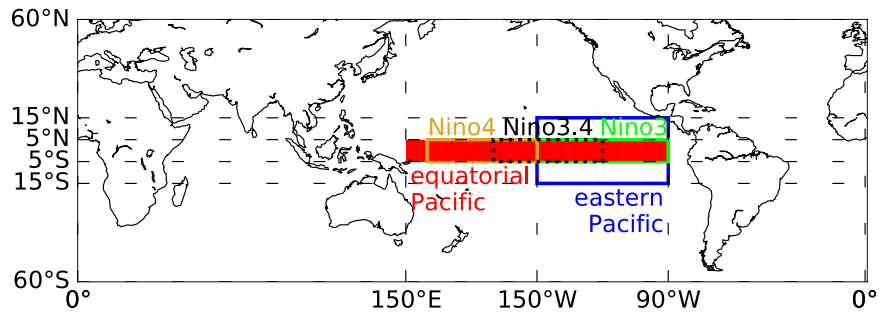 60°N
15°N
Nino4 Nino3.4 Nino3
5°N
5°S
equatorial
Pacific
15°S
eastern
Pacific
60°S
0° 150°E 150°W 90°W 0°